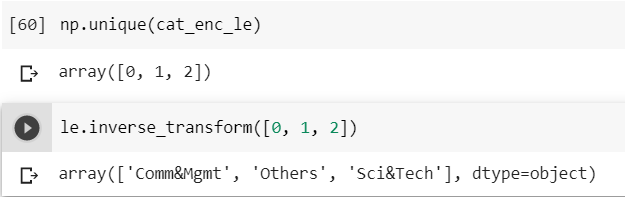 [60] np.unique(cat_enc_le)
array([0, 1, 2])
le.inverse_transform([0, 1, 2])
array(['Comm&Mgmt', 'Others', 'Sci&Tech'], dtype=object)